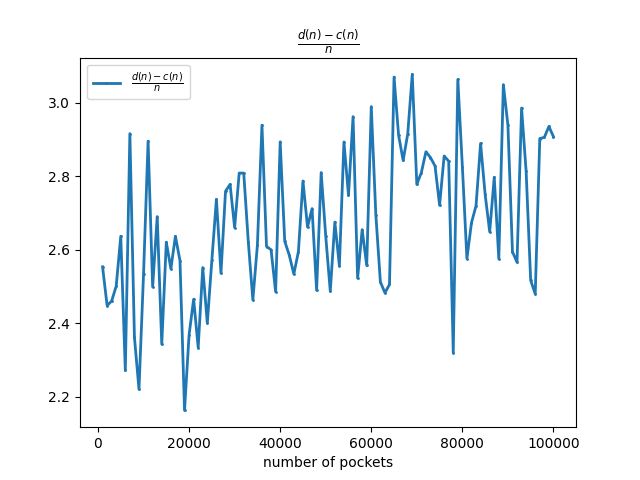 d(n) − c(n)
n
d(n) − c(n)
n
3.0
2.8
2.6
2.4
2.2
0 20000 40000 60000 80000 100000
number of pockets